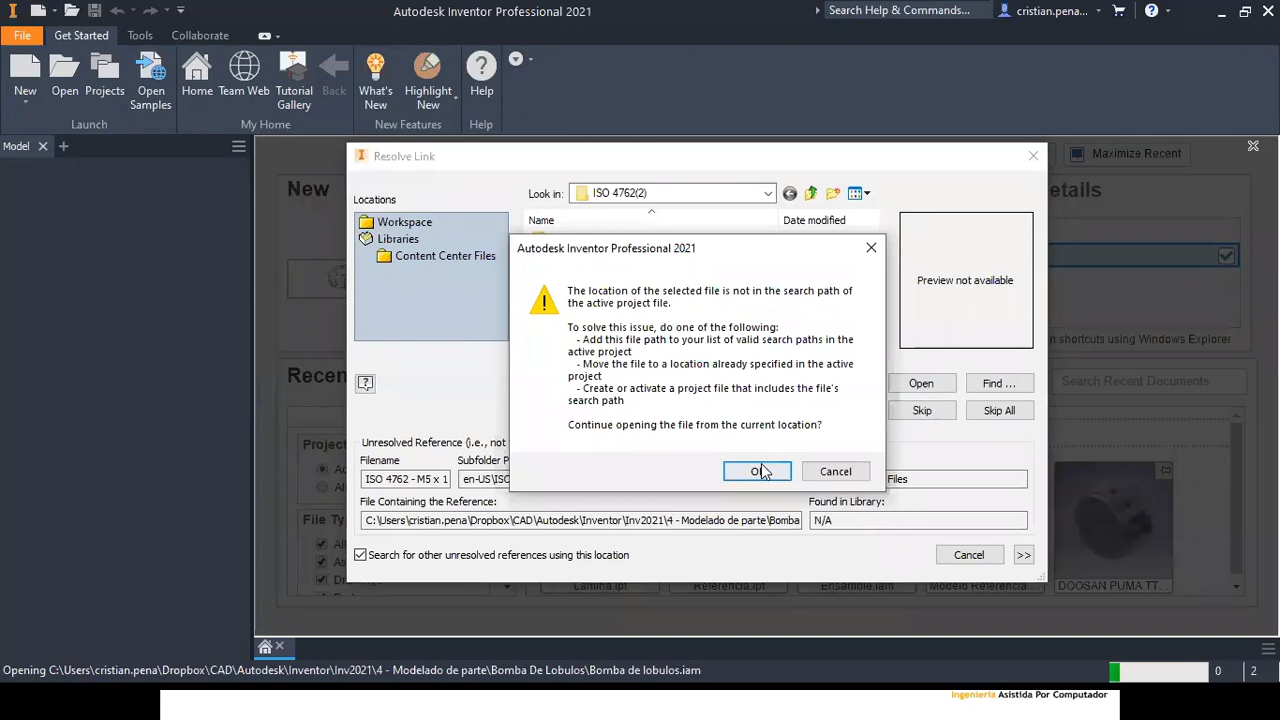 Autodesk Inventor Professional 2021
Search Help & Commands...
cristian.pena...
File
Get Started
Tools
Collaborate
New
Open
Projects
Open Samples
Home
Team Web
Tutorial Gallery
Back
What's New
Highlight New
Help
Launch
My Home
New Features
Help
Model
Resolve Link
Maximize Recent
New
etails
Locations
Look in:
ISO 4762(2)
Workspace
Libraries
Content Center Files
Name
Date modified
Preview not available
n shortcuts using Windows Explorer
Autodesk Inventor Professional 2021
The location of the selected file is not in the search path of
the active project file.
To solve this issue, do one of the following:
- Add this file path to your list of valid search paths in the
active project
- Move the file to a location already specified in the active
project
- Create or activate a project file that includes the file's
search path
Continue opening the file from the current location?
Cancel
Recen
Open
Find ...
Search Recent Documents
Skip
Skip All
Unresolved Reference (i.e., not
Project
Filename
Subfolder P
ISO 4762 - M5 x 1
en-US\ISO
Files
File Containing the Reference:
Found in Library:
File Ty
C:\Users\cristian.pena\Dropbox\CAD\Autodesk\Inventor\Inv2021\4 - Modelado de parte\Bomba
N/A
Search for other unresolved references using this location
Cancel
>>
Lamina.ipt
Referencia.ipt
Ensamble.iam
Modelo Referencia
DOOSAN PUMA TT...
Opening C:\Users\cristian.pena\Dropbox\CAD\Autodesk\Inventor\Inv2021\4 - Modelado de parte\Bomba De Lobulos\Bomba de lobulos.iam
0
2
Ingeniería Asistida Por Computador